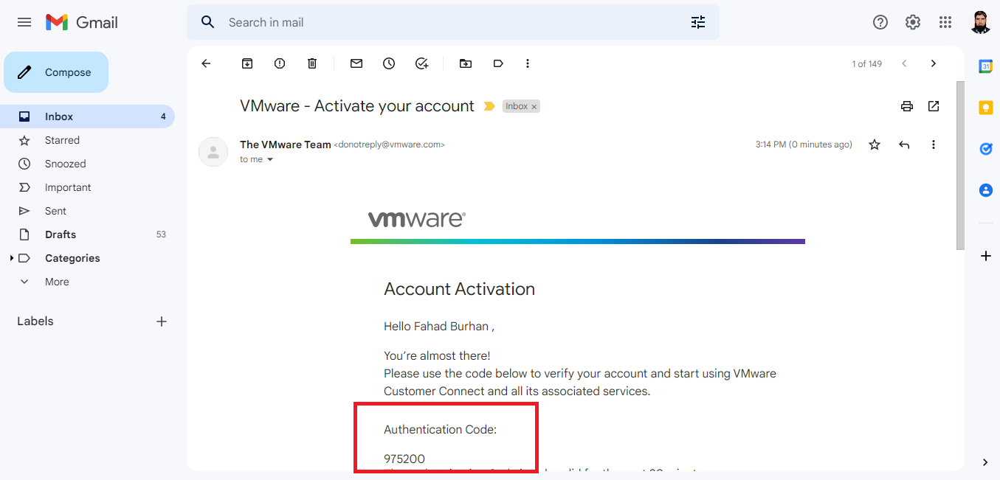 Gmail
Search in mail
Compose
1 of 149
Inbox 4
Starred
Snoozed
Important
Sent
Drafts 53
Categories
More
Labels
VMware - Activate your account Inbox ×
The VMware Team <donotreply@vmware.com> 3:14 PM (0 minutes ago)
to me
31
vmware®
Account Activation
Hello Fahad Burhan ,
You’re almost there!
Please use the code below to verify your account and start using VMware
Customer Connect and all its associated services.
Authentication Code:
975200